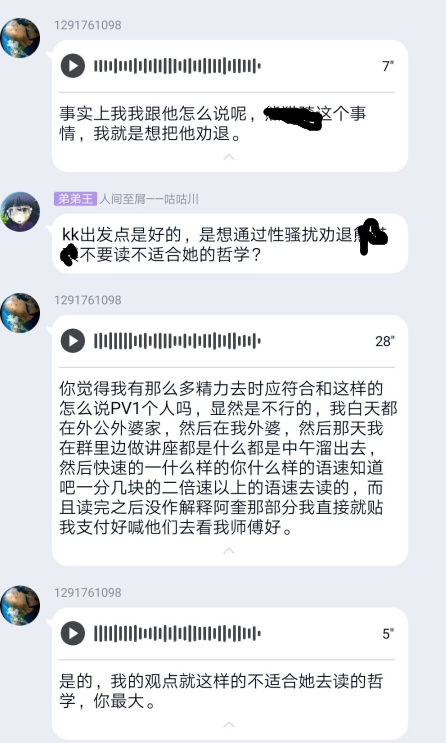 1291761098
7"
事实上我我跟他怎么说呢，这个事
情，我就是想把他劝退。
弟弟王 人间至屑一一咕咕川
kk出发点是好的，是想通过性骚扰劝退
不要读不适合她的哲学？
1291761098
28"
你觉得我有那么多精力去时应符合和这样的
怎么说PV1个人吗，显然是不行的，我白天都
在外公外婆家，然后在我外婆，然后那天我
在群里边做讲座都是什么都是中午溜出去，
然后快速的一什么样的你什么样的语速知道
吧一分几块的二倍速以上的语速去读的，而
且读完之后没作解释阿奎那部分我直接就贴
我支付好喊他们去看我师傅好。
1291761098
5"
是的，我的观点就这样的不适合她去读的哲
学，你最大。